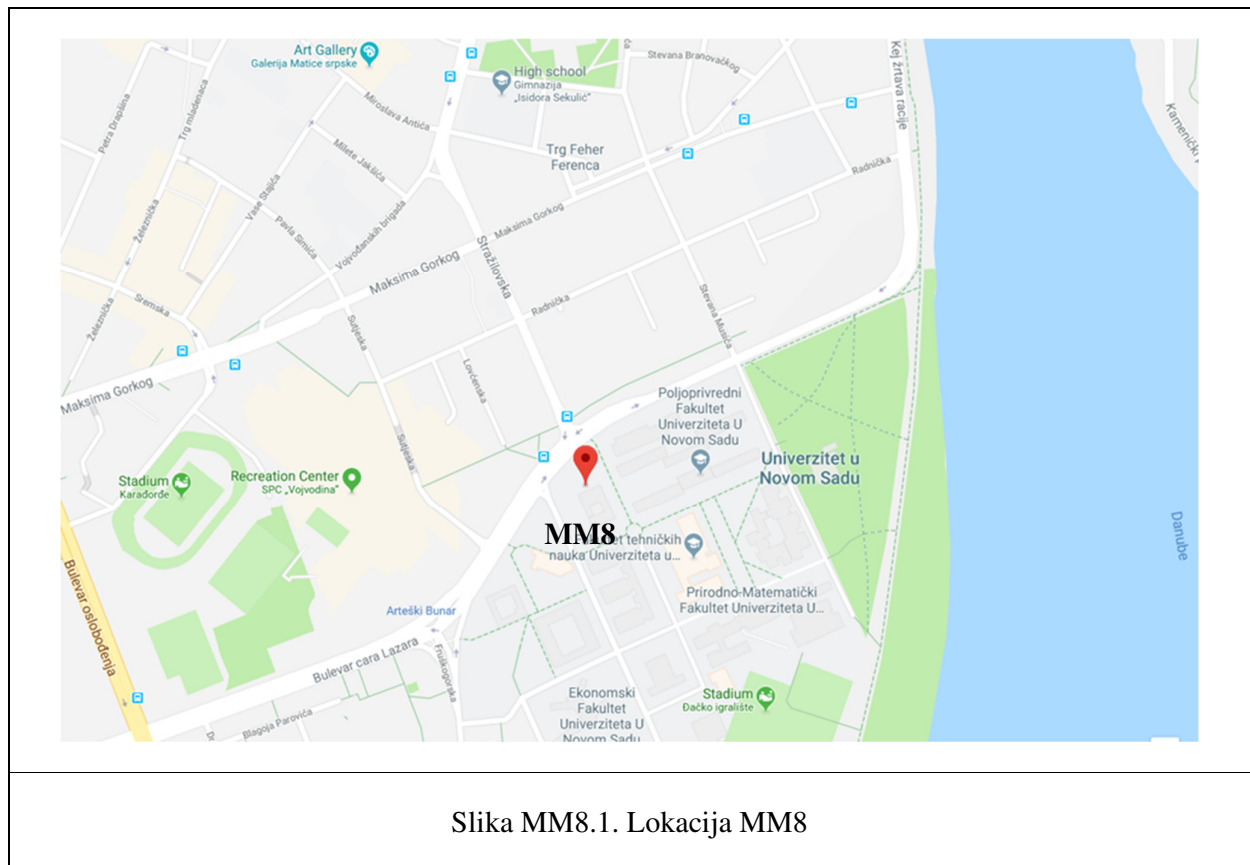 Art Gallery
Galerija Matice srpske
High school
Gimnazija
„Isidora Sekulić“
Stevana Branovačkog
Kej žrtava racije
Kamenički
Petra Drapšina
Trg mladenaca
Miroslava Antića
Milete Jakšića
Trg Feher
Ferenca
Radnička
Železnička
Vase Stajića
Pavla Simića
Vojvođanskih brigada
Maksima Gorkog
Stražilovska
Maksima Gorkog
Sremska
Železnička
Radnička
Stevana Musića
Sutjeska
Lovćenska
Maksima Gorkog
Poljoprivredni
Fakultet
Univerziteta U
Novom Sadu
Sutjeska
Univerzitet u
Novom Sadu
Stadium
Karađorđe
Recreation Center
SPC „Vojvodina“
MM8
et tehničkih
nauka Univerziteta u...
Danube
Bulevar oslobođenja
Prirodno-Matematički
Fakultet Univerziteta U...
Arteški Bunar
Bulevar cara Lazara
Fruškogorska
Ekonomski
Fakultet
Univerziteta U
Novom Sadu
Stadium
Đačko igralište
Blagoja Parovića
Slika MM8.1. Lokacija MM8